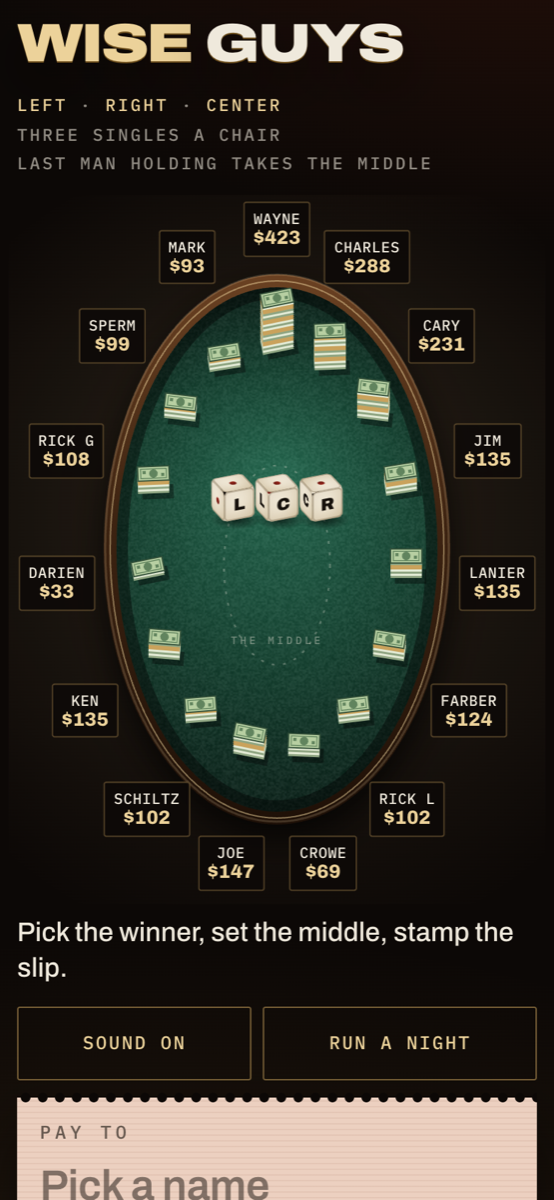 WISE GUYS
LEFT · RIGHT · CENTER
THREE SINGLES A CHAIR
LAST MAN HOLDING TAKES THE MIDDLE
WAYNE
$423
MARK
$93
CHARLES
$288
SPERM
$99
CARY
$231
RICK G
$108
JIM
$135
L C R
L C
DARIEN
$33
LANIER
$135
THE MIDDLE
KEN
$135
FARBER
$124
SCHILTZ
$102
RICK L
$102
JOE
$147
CROWE
$69
Pick the winner, set the middle, stamp the
slip.
SOUND ON
RUN A NIGHT
PAY TO
Pick a name